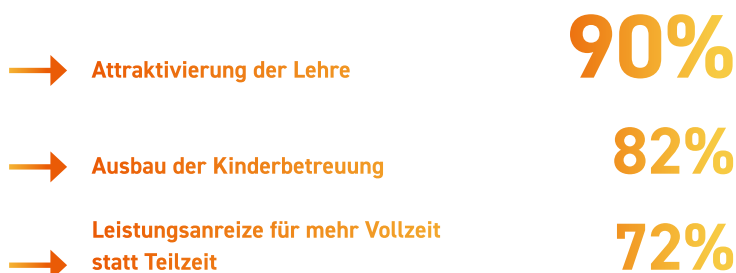 Attraktivierung der Lehre 90%
Ausbau der Kinderbetreuung 82%
Leistungsanreize für mehr Vollzeit
statt Teilzeit 72%